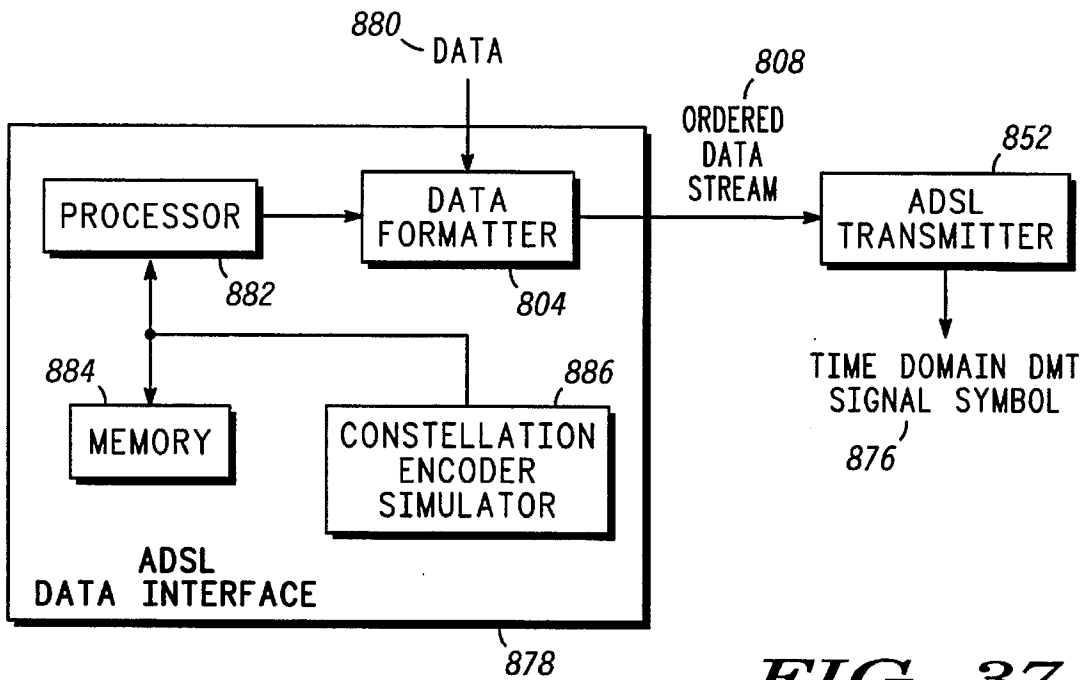 880
DATA
808
ORDERED
DATA
STREAM
852
ADSL
TRANSMITTER
PROCESSOR
882
DATA
FORMATTER
804
884
MEMORY
886
CONSTELLATION
ENCODER
SIMULATOR
TIME DOMAIN DMT
SIGNAL SYMBOL
876
ADSL
DATA INTERFACE
878
FIG. 37